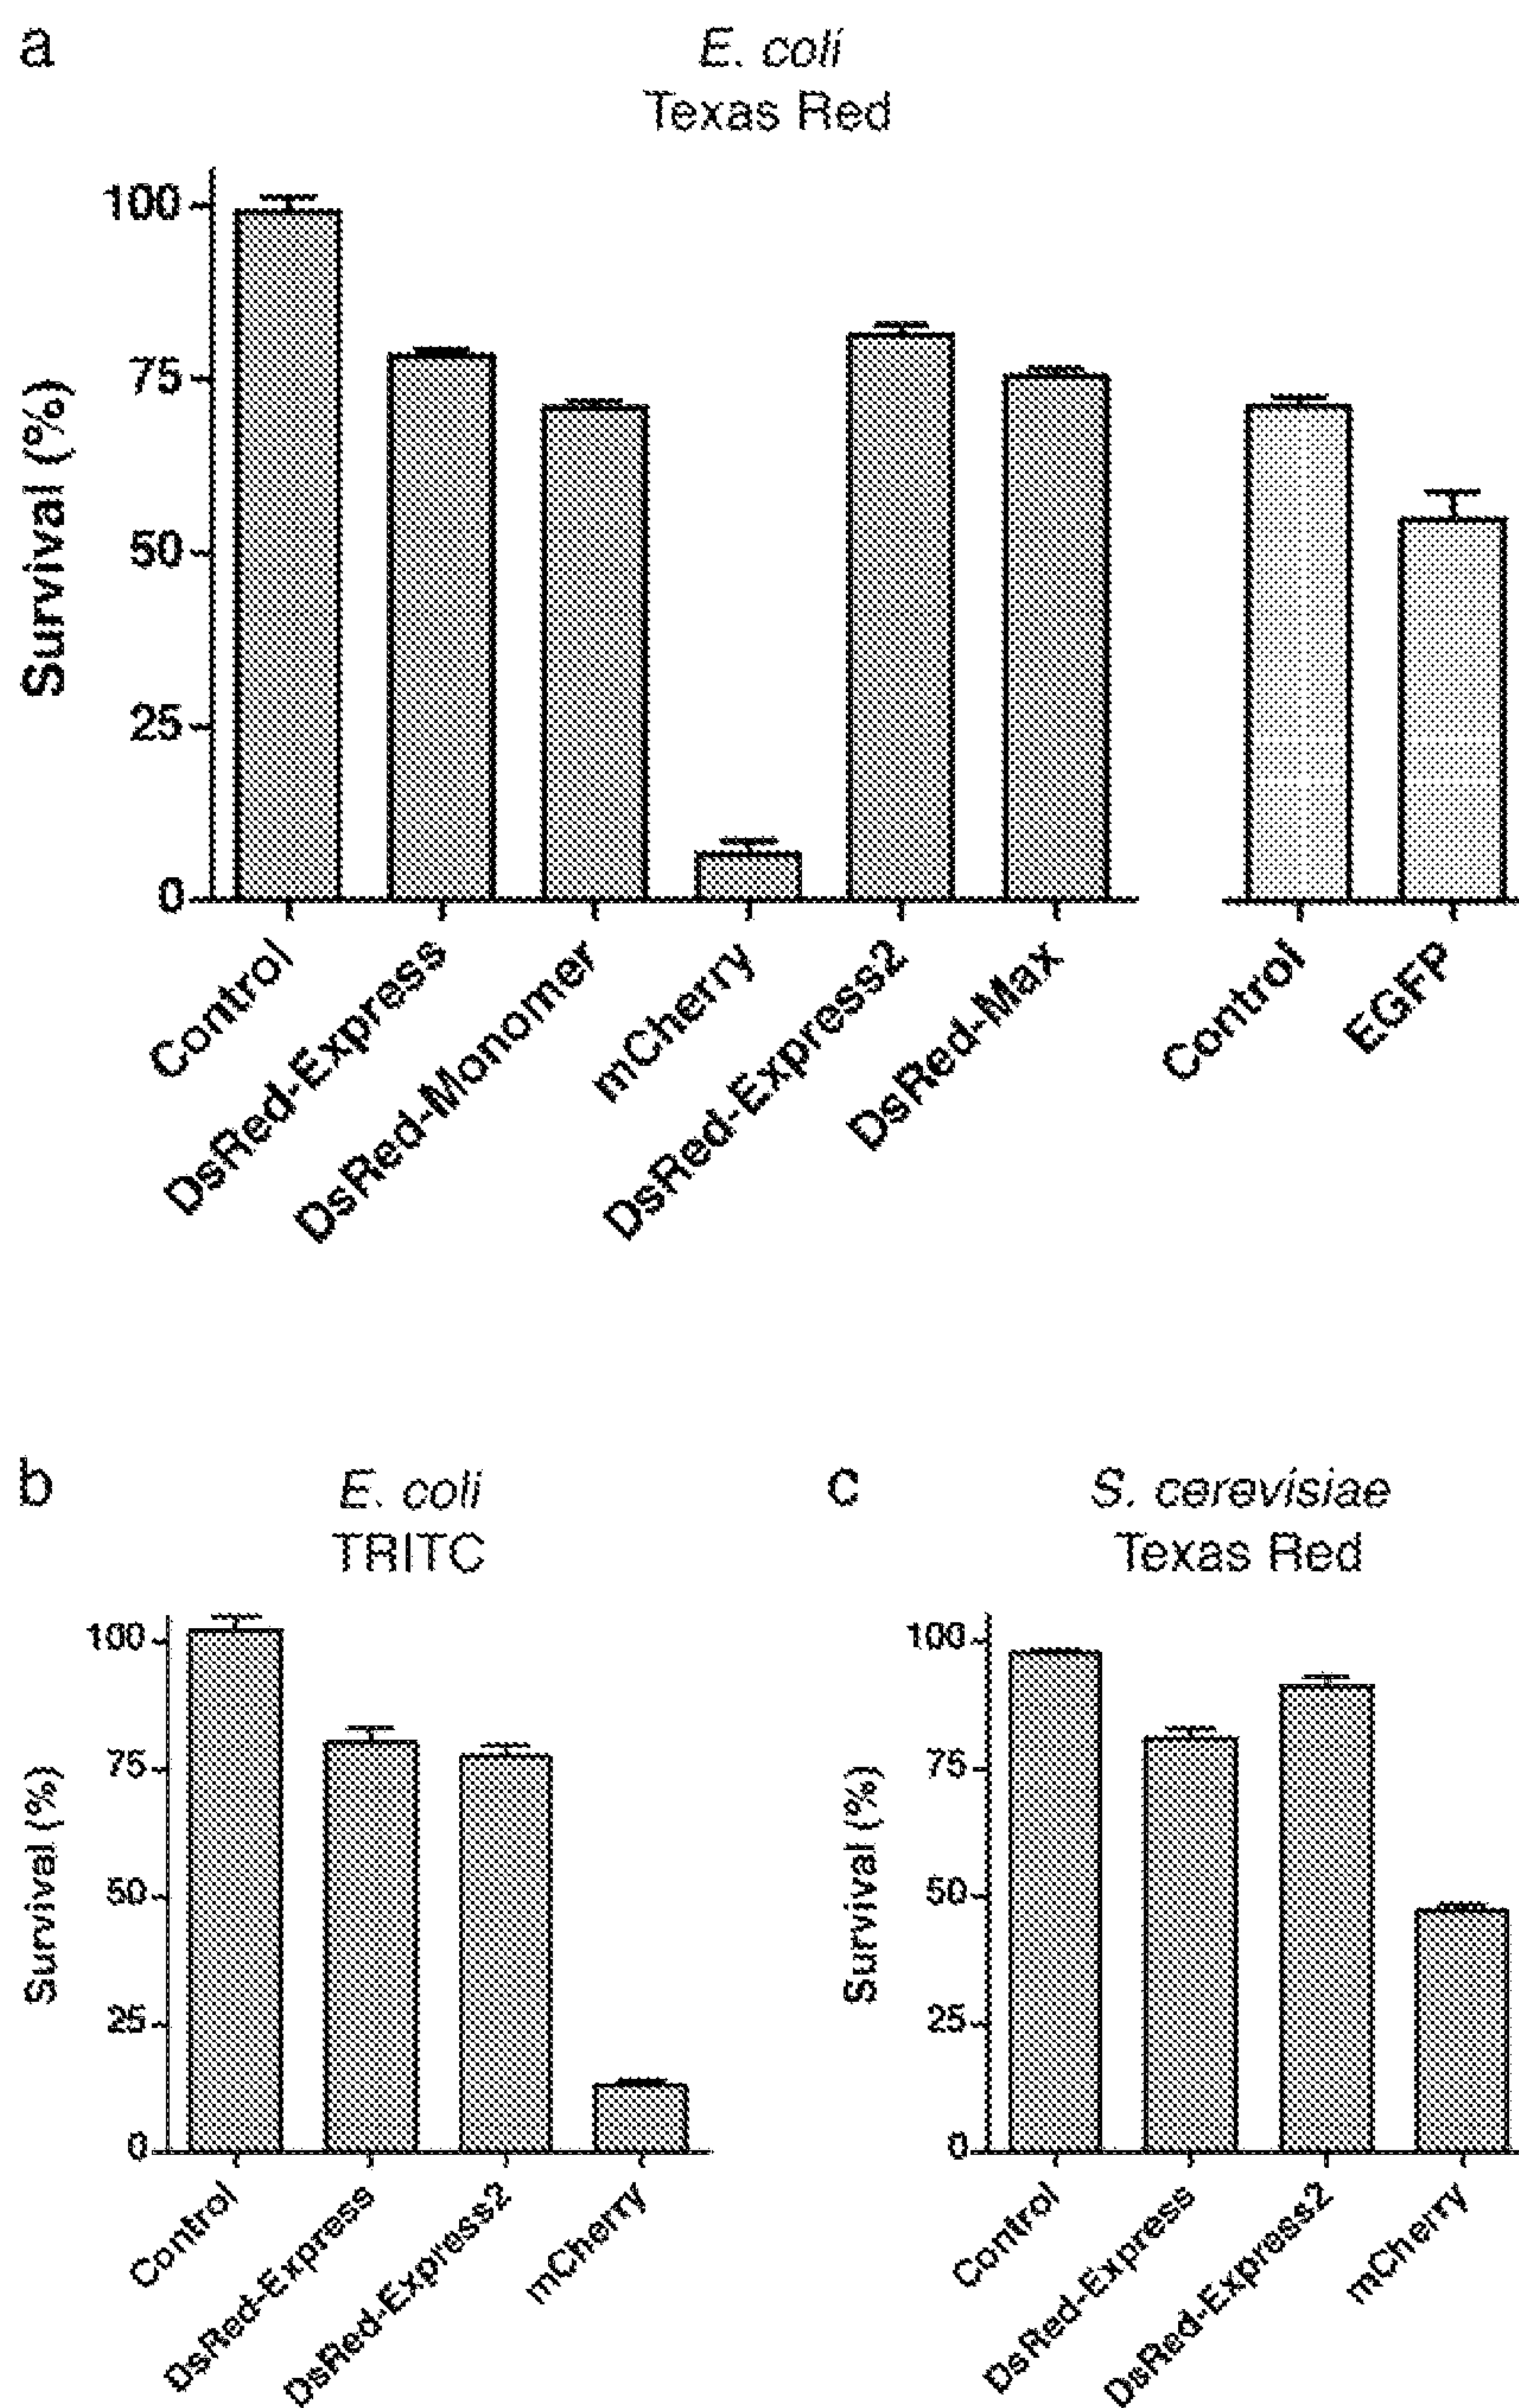 a
E. coli
Texas Red
Survival (%)
100
75
50
25
0
Control
DsRed-Express
DsRed-Monomer
mCherry
DsRed-Express2
DsRed-Max
Control
EGFP
b
E. coli
TRITC
Survival (%)
100
75
50
25
0
Control
DsRed-Express
DsRed-Express2
mCherry
c
S. cerevisiae
Texas Red
Survival (%)
100
75
50
25
0
Control
DsRed-Express
DsRed-Express2
mCherry